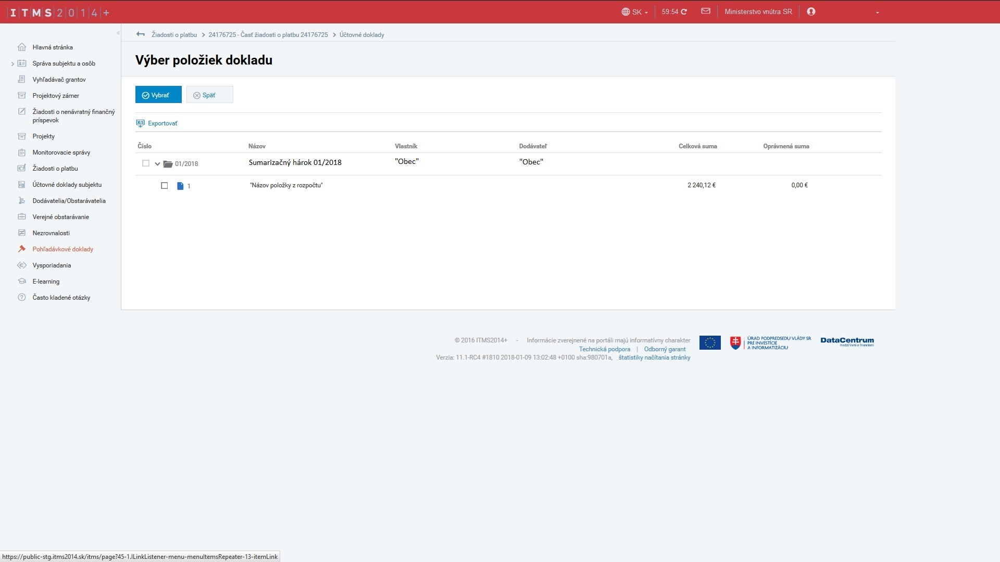 ITMS2014+
SK
59:54
Ministerstvo vnútra SR
«
Žiadosti o platbu > 24176725 - Časť žiadosti o platbu 24176725 > Účtovné doklady
Hlavná stránka
Správa subjektu a osôb
Vyhľadávač grantov
Projektový zámer
Žiadosti o nenávratný finančný
príspevok
Projekty
Monitorovacie správy
Žiadosti o platbu
Účtovné doklady subjektu
Dodávatelia/Obstarávatelia
Verejné obstarávanie
Nezrovnalosti
Pohľadávkové doklady
Vysporiadania
E-learning
Často kladené otázky
Výber položiek dokladu
Vybrať
Späť
XLS Exportovať
Číslo Názov Vlastník Dodávateľ Celková suma Oprávnená suma
01/2018 Sumarizačný hárok 01/2018 "Obec" "Obec"
1 "Názov položky z rozpočtu" 2 240,12 € 0,00 €
© 2016 ITMS2014+ - Informácie zverejnené na portáli majú informatívny charakter
Technická podpora | Odborný garant
Verzia: 11.1-RC4 #1810 2018-01-09 13:02:48 +0100 sha:980701a, štatistiky načítania stránky
ÚRAD PODPREDSEDU VLÁDY SR
PRE INVESTÍCIE
A INFORMATIZÁCIU
DataCentrum
medzi Vami a financiami
https://public-stg.itms2014.sk/itms/page?45-1.ILinkListener-menu-menuItemsRepeater-13-itemLink